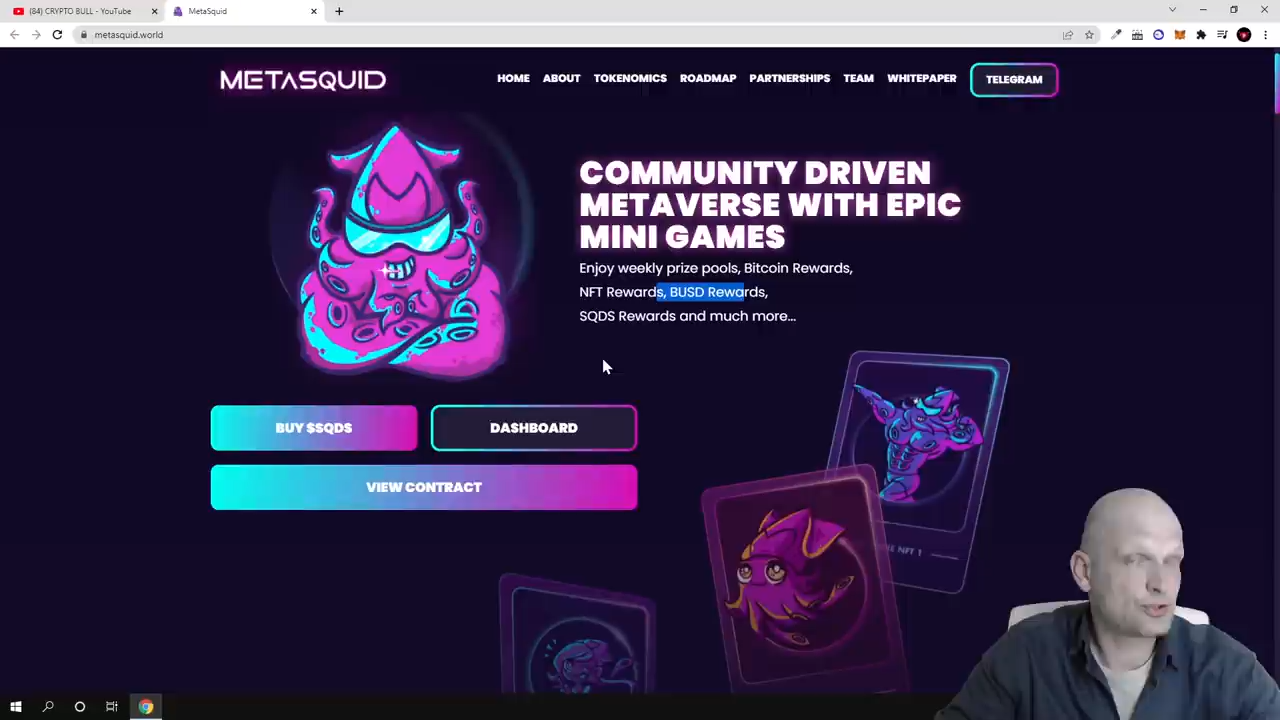 (84) CRYPTO BULL - YouTube
MetaSquid
metasquid.world
METASQUID
HOME
ABOUT
TOKENOMICS
ROADMAP
PARTNERSHIPS
TEAM
WHITEPAPER
TELEGRAM
COMMUNITY DRIVEN
METAVERSE WITH EPIC
MINI GAMES
Enjoy weekly prize pools, Bitcoin Rewards,
NFT Rewards, BUSD Rewards,
SQDS Rewards and much more...
BUY $SQDS
DASHBOARD
VIEW CONTRACT
NFT 1